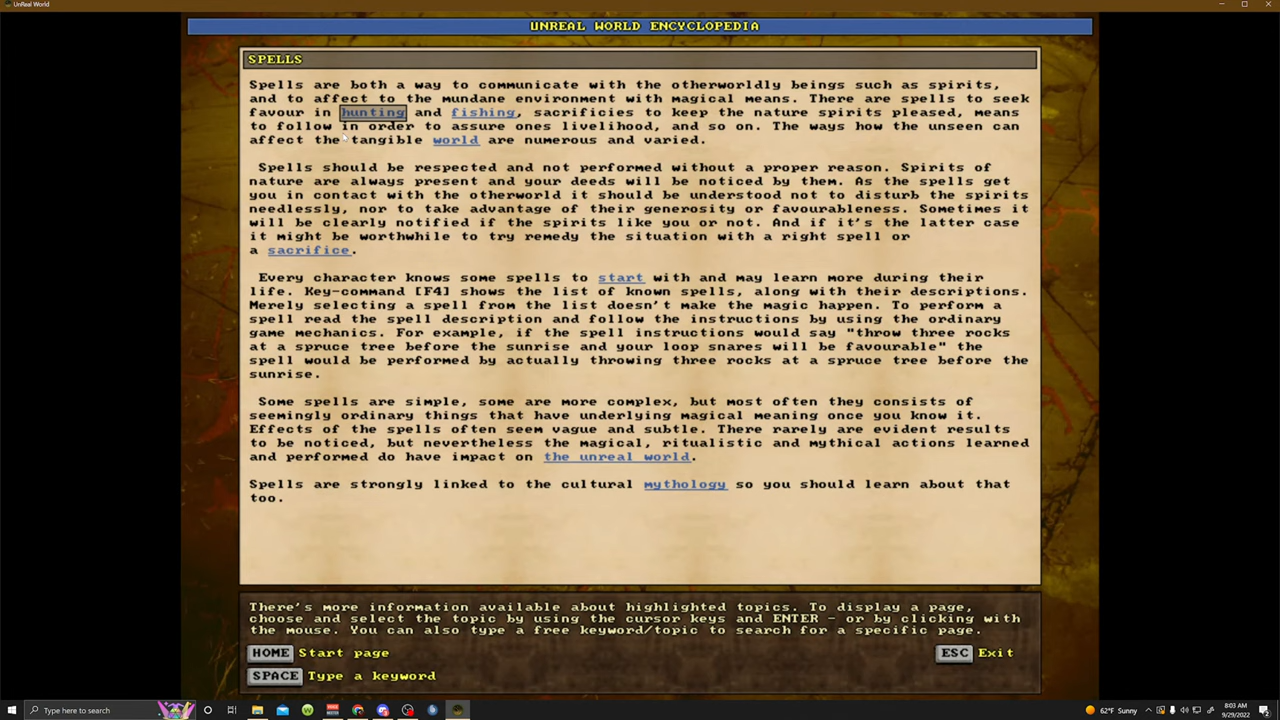 UnReal World
UNREAL WORLD ENCYCLOPEDIA
SPELLS
Spells are both a way to communicate with the otherworldly beings such as spirits,
and to affect to the mundane environment with magical means. There are spells to seek
favour in hunting and fishing, sacrificies to keep the nature spirits pleased, means
to follow in order to assure ones livelihood, and so on. The ways how the unseen can
affect the tangible world are numerous and varied.
Spells should be respected and not performed without a proper reason. Spirits of
nature are always present and your deeds will be noticed by them. As the spells get
you in contact with the otherworld it should be understood not to disturb the spirits
needlessly, nor to take advantage of their generosity or favourableness. Sometimes it
will be clearly notified if the spirits like you or not. And if it's the latter case
it might be worthwhile to try remedy the situation with a right spell or
a sacrifice.
Every character knows some spells to start with and may learn more during their
life. Key-command [F4] shows the list of known spells, along with their descriptions.
Merely selecting a spell from the list doesn't make the magic happen. To perform a
spell read the spell description and follow the instructions by using the ordinary
game mechanics. For example, if the spell instructions would say "throw three rocks
at a spruce tree before the sunrise and your loop snares will be favourable" the
spell would be performed by actually throwing three rocks at a spruce tree before the
sunrise.
Some spells are simple, some are more complex, but most often they consists of
seemingly ordinary things that have underlying magical meaning once you know it.
Effects of the spells often seem vague and subtle. There rarely are evident results
to be noticed, but nevertheless the magical, ritualistic and mythical actions learned
and performed do have impact on the unreal world.
Spells are strongly linked to the cultural mythology so you should learn about that
too.
There's more information available about highlighted topics. To display a page,
choose and select the topic by using the cursor keys and ENTER - or by clicking with
the mouse. You can also type a free keyword/topic to search for a specific page.
HOME Start page
ESC Exit
SPACE Type a keyword
Type here to search
62°F Sunny
8:03 AM
9/29/2022